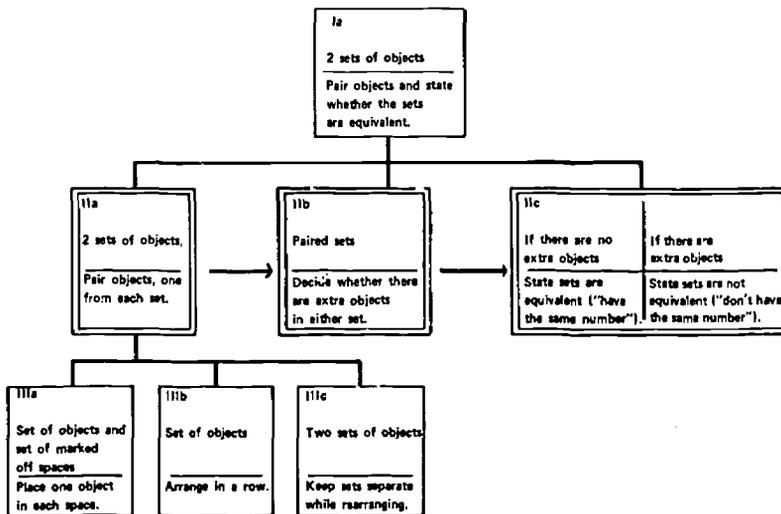 Ia
2 sets of objects
Pair objects and state
whether the sets
are equivalent.
IIa
2 sets of objects,
Pair objects, one
from each set.
IIb
Paired sets
Decide whether there
are extra objects
in either set.
IIc
If there are no
extra objects
State sets are
equivalent ("have
the same number").
If there are
extra objects
State sets are not
equivalent ("don't have
the same number").
IIIa
Set of objects and
set of marked
off spaces
Place one object
in each space.
IIIb
Set of objects
Arrange in a row.
IIIc
Two sets of objects
Keep sets separate
while rearranging.